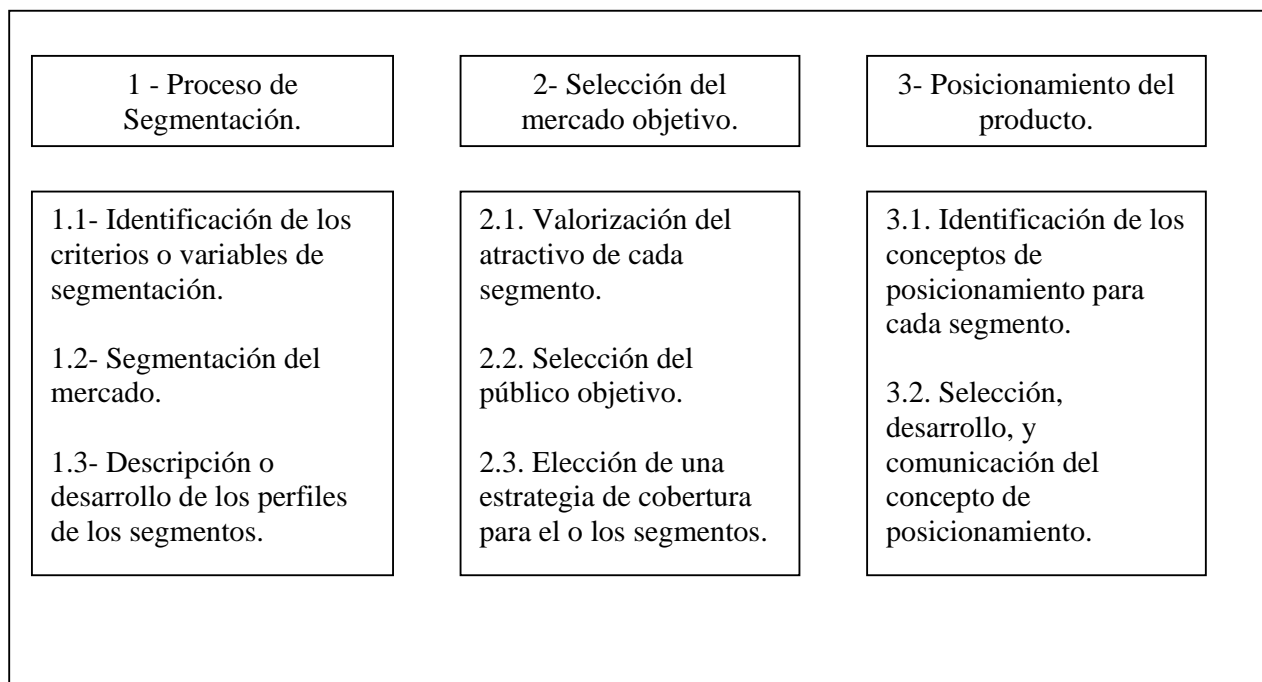 1 - Proceso de
Segmentación.
1.1- Identificación de los
criterios o variables de
segmentación.
1.2- Segmentación del
mercado.
1.3- Descripción o
desarrollo de los perfiles
de los segmentos.
2- Selección del
mercado objetivo.
2.1. Valorización del
atractivo de cada
segmento.
2.2. Selección del
público objetivo.
2.3. Elección de una
estrategia de cobertura
para el o los segmentos.
3- Posicionamiento del
producto.
3.1. Identificación de los
conceptos de
posicionamiento para
cada segmento.
3.2. Selección,
desarrollo, y
comunicación del
concepto de
posicionamiento.